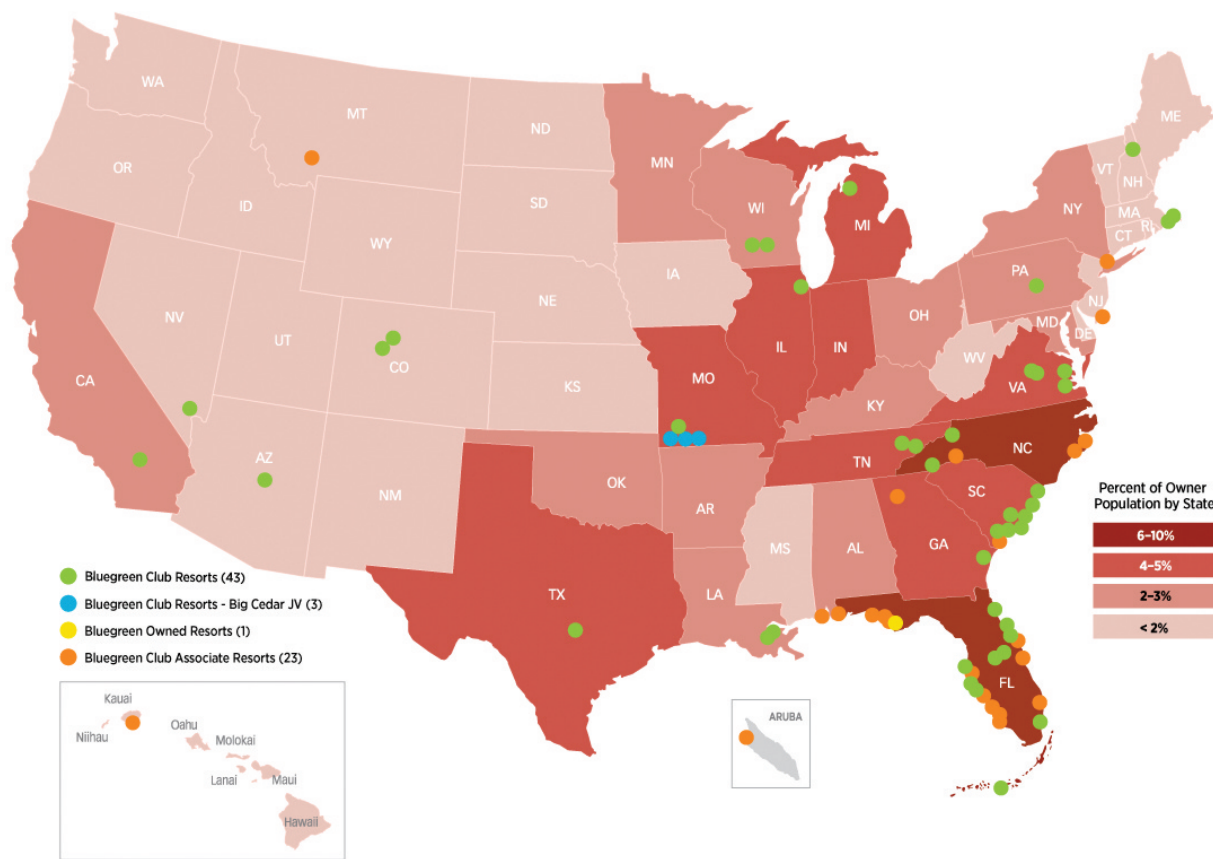 WA
MT
ND
MN
ME
OR
ID
SD
WI
VT
NH
NY
MA
RI
CT
WY
MI
IA
PA
NE
NV
NJ
OH
MD
DE
UT
IL
IN
CO
WV
CA
KS
MO
VA
KY
NC
TN
AZ
OK
NM
AR
SC
Percent of Owner
Population by State
6–10%
4–5%
2–3%
< 2%
MS
AL
GA
Bluegreen Club Resorts (43)
Bluegreen Club Resorts - Big Cedar JV (3)
Bluegreen Owned Resorts (1)
Bluegreen Club Associate Resorts (23)
TX
LA
FL
Kauai
Niihau
Oahu
Molokai
Lanai
Maui
Hawaii
ARUBA